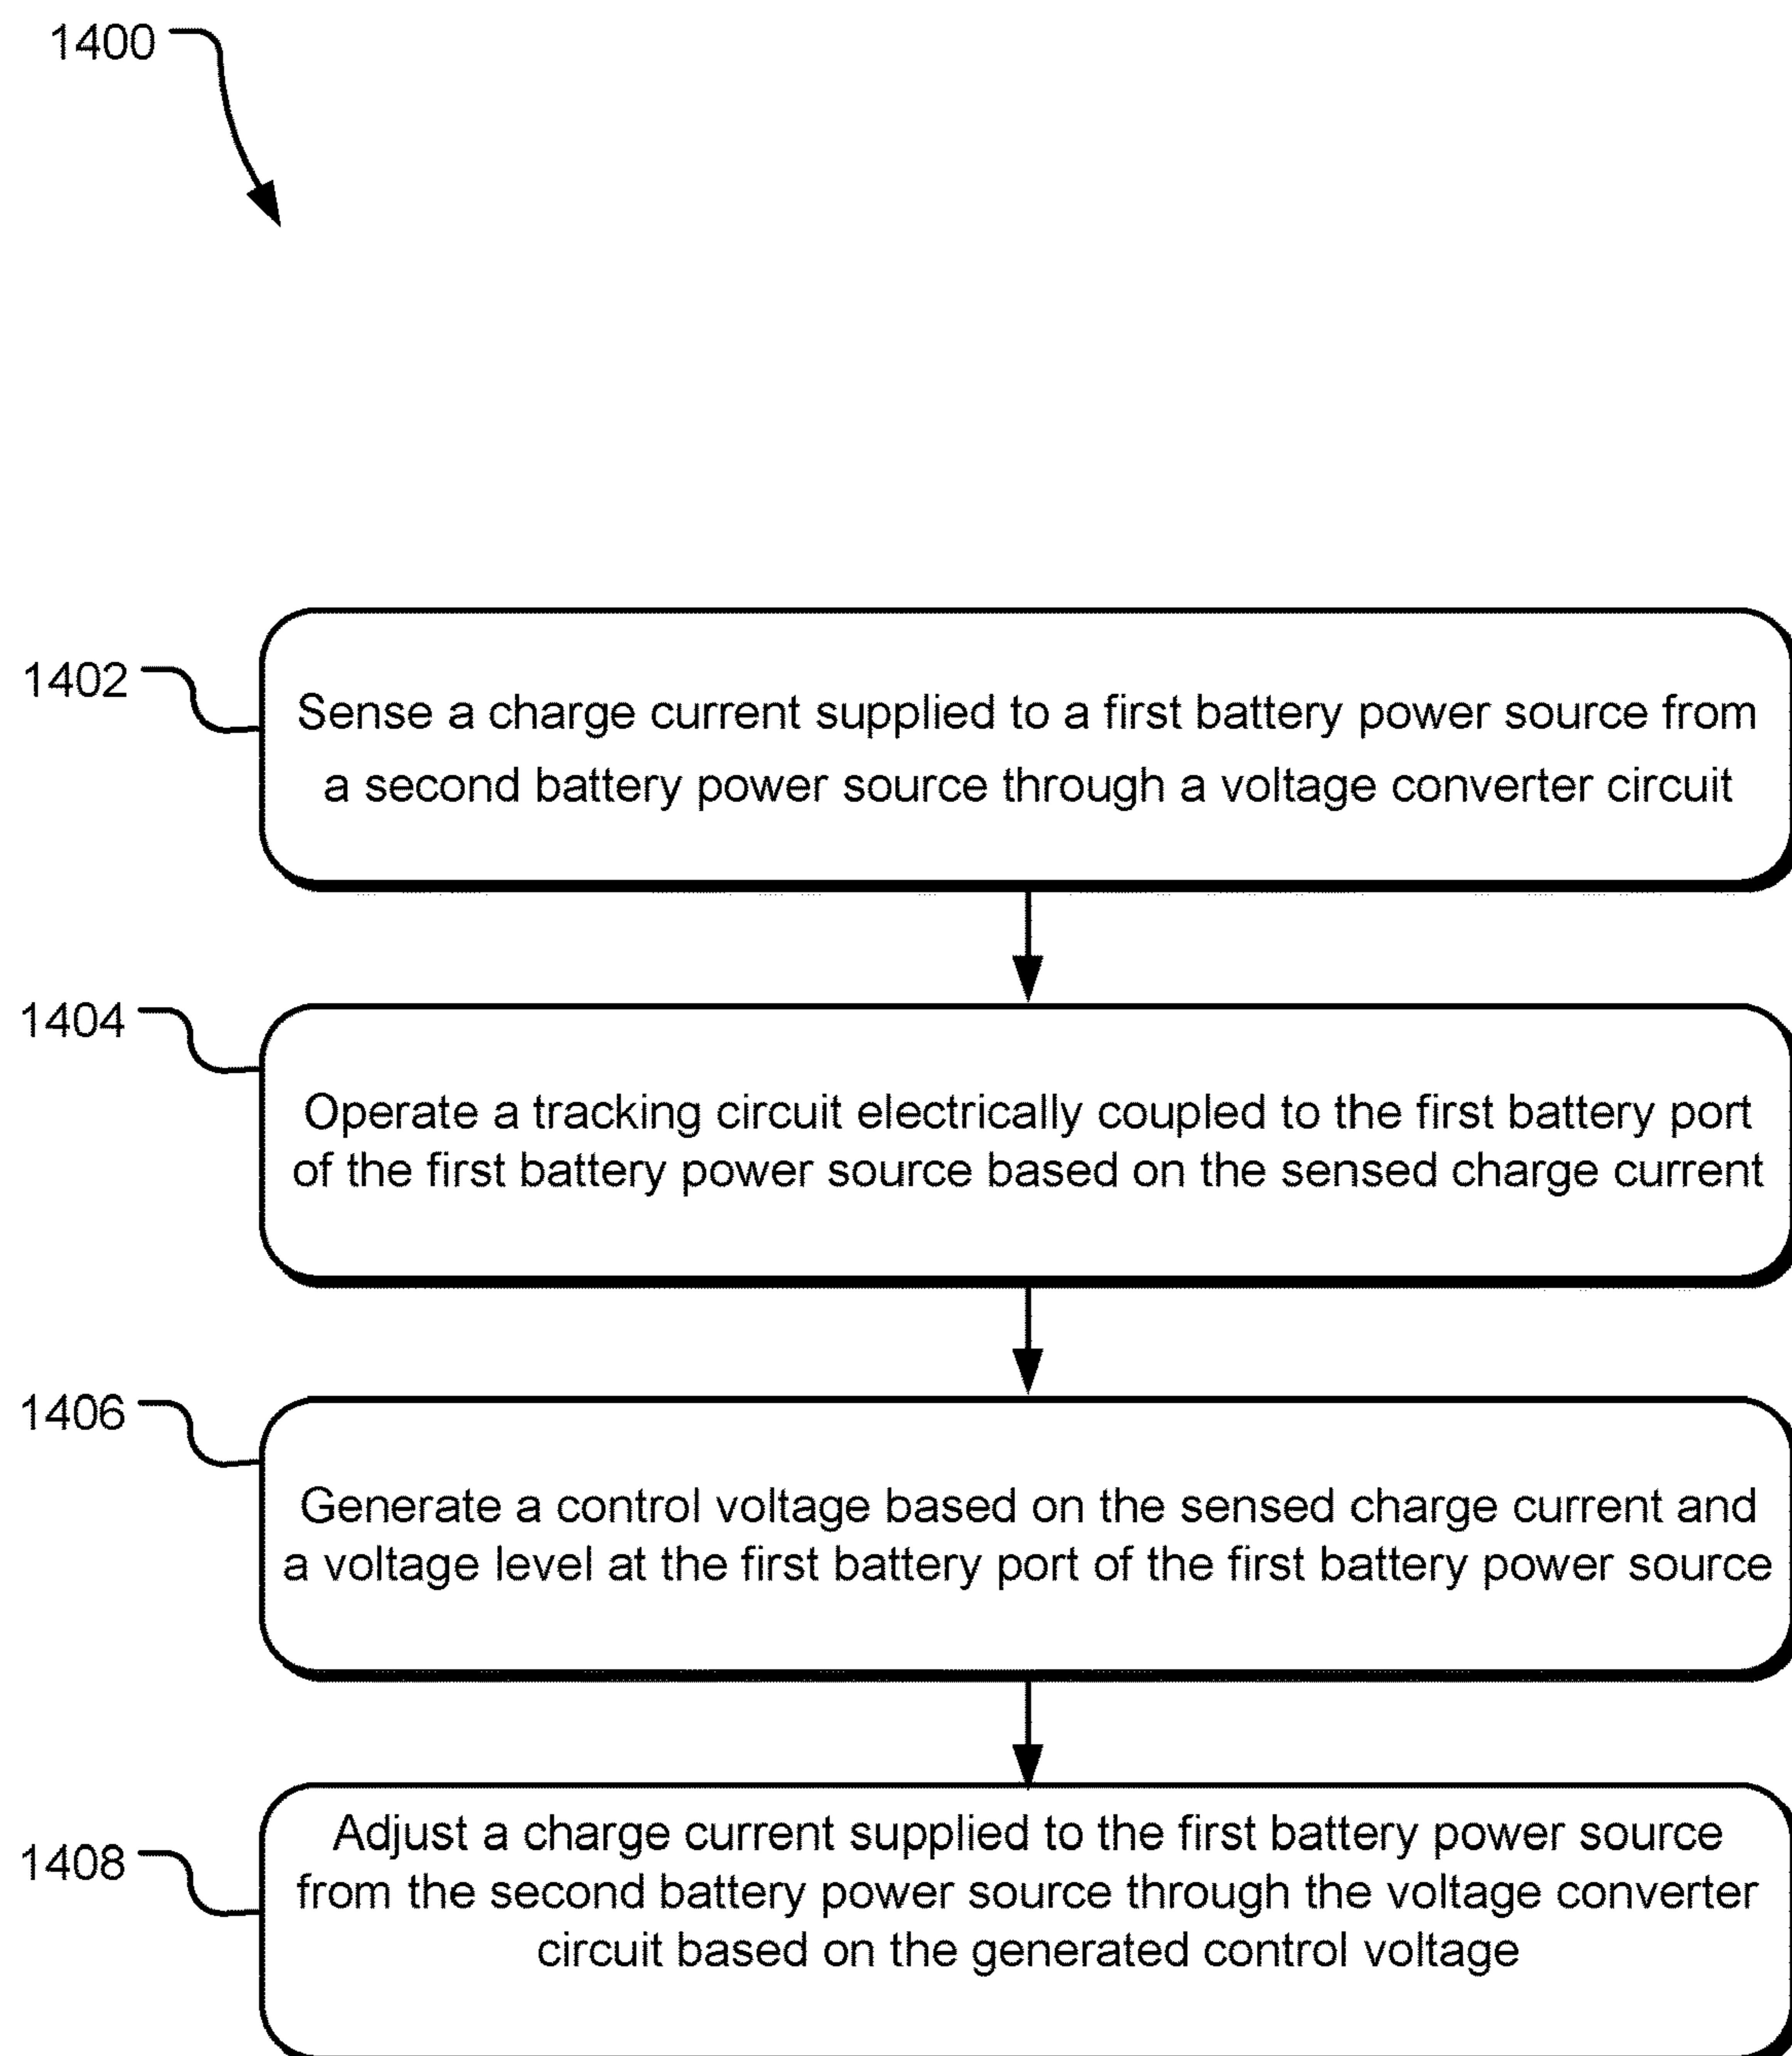 1400
1402
Sense a charge current supplied to a first battery power source from
a second battery power source through a voltage converter circuit
1404
Operate a tracking circuit electrically coupled to the first battery port
of the first battery power source based on the sensed charge current
1406
Generate a control voltage based on the sensed charge current and
a voltage level at the first battery port of the first battery power source
1408
Adjust a charge current supplied to the first battery power source
from the second battery power source through the voltage converter
circuit based on the generated control voltage